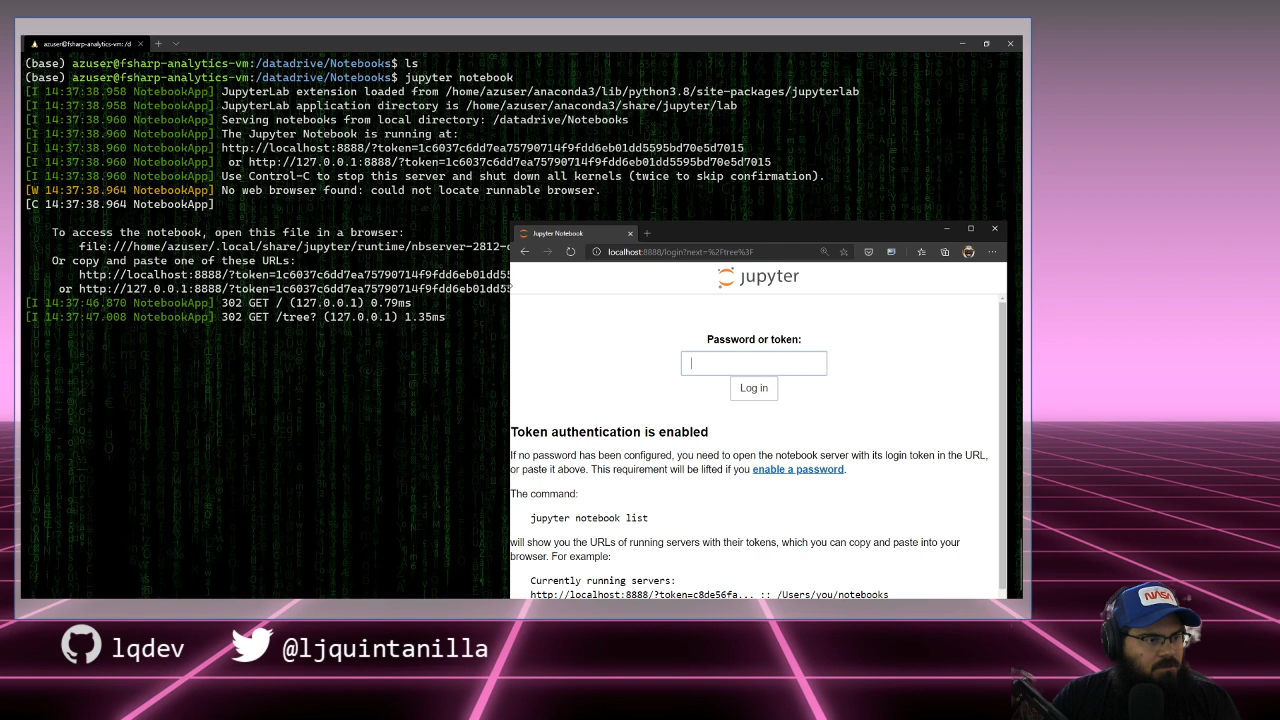 azuser@fsharp-analytics-vm: /d
(base) azuser@fsharp-analytics-vm:/datadrive/Notebooks$ ls
(base) azuser@fsharp-analytics-vm:/datadrive/Notebooks$ jupyter notebook
[I 14:37:38.958 NotebookApp] JupyterLab extension loaded from /home/azuser/anaconda3/lib/python3.8/site-packages/jupyterlab
[I 14:37:38.958 NotebookApp] JupyterLab application directory is /home/azuser/anaconda3/share/jupyter/lab
[I 14:37:38.960 NotebookApp] Serving notebooks from local directory: /datadrive/Notebooks
[I 14:37:38.960 NotebookApp] The Jupyter Notebook is running at:
[I 14:37:38.960 NotebookApp] http://localhost:8888/?token=1c6037c6dd7ea75790714f9fdd6eb01dd5595bd70e5d7015
[I 14:37:38.960 NotebookApp]  or http://127.0.0.1:8888/?token=1c6037c6dd7ea75790714f9fdd6eb01dd5595bd70e5d7015
[I 14:37:38.960 NotebookApp] Use Control-C to stop this server and shut down all kernels (twice to skip confirmation).
[W 14:37:38.964 NotebookApp] No web browser found: could not locate runnable browser.
[C 14:37:38.964 NotebookApp]
To access the notebook, open this file in a browser:
file:///home/azuser/.local/share/jupyter/runtime/nbserver-2812-o
Or copy and paste one of these URLs:
http://localhost:8888/?token=1c6037c6dd7ea75790714f9fdd6eb01dd55
or http://127.0.0.1:8888/?token=1c6037c6dd7ea75790714f9fdd6eb01dd55
[I 14:37:46.870 NotebookApp] 302 GET / (127.0.0.1) 0.79ms
[I 14:37:47.008 NotebookApp] 302 GET /tree? (127.0.0.1) 1.35ms
Jupyter Notebook
localhost:8888/login?next=%2Ftree%3F
jupyter
Password or token:
Log in
Token authentication is enabled
If no password has been configured, you need to open the notebook server with its login token in the URL,
or paste it above. This requirement will be lifted if you enable a password.
The command:
jupyter notebook list
will show you the URLs of running servers with their tokens, which you can copy and paste into your
browser. For example:
Currently running servers:
http://localhost:8888/?token=c8de56fa... :: /Users/you/notebooks
NASA
lqdev
@ljquintanilla